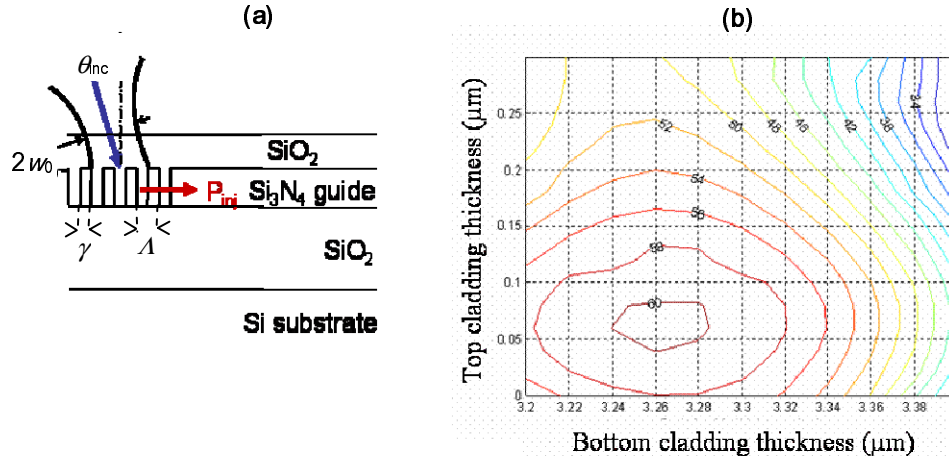 (a)
θInc
SiO2
2 w0
Pinj
Si3N4 guide
> < > <
γ Λ
SiO2
Si substrate
(b)
Top cladding thickness (μm)
0.25
0.2
0.15
0.1
0.05
0
52
50
48
46
42
38
34
54
56
58
60
3.2 3.22 3.24 3.26 3.28 3.3 3.32 3.34 3.36 3.38
Bottom cladding thickness (μm)